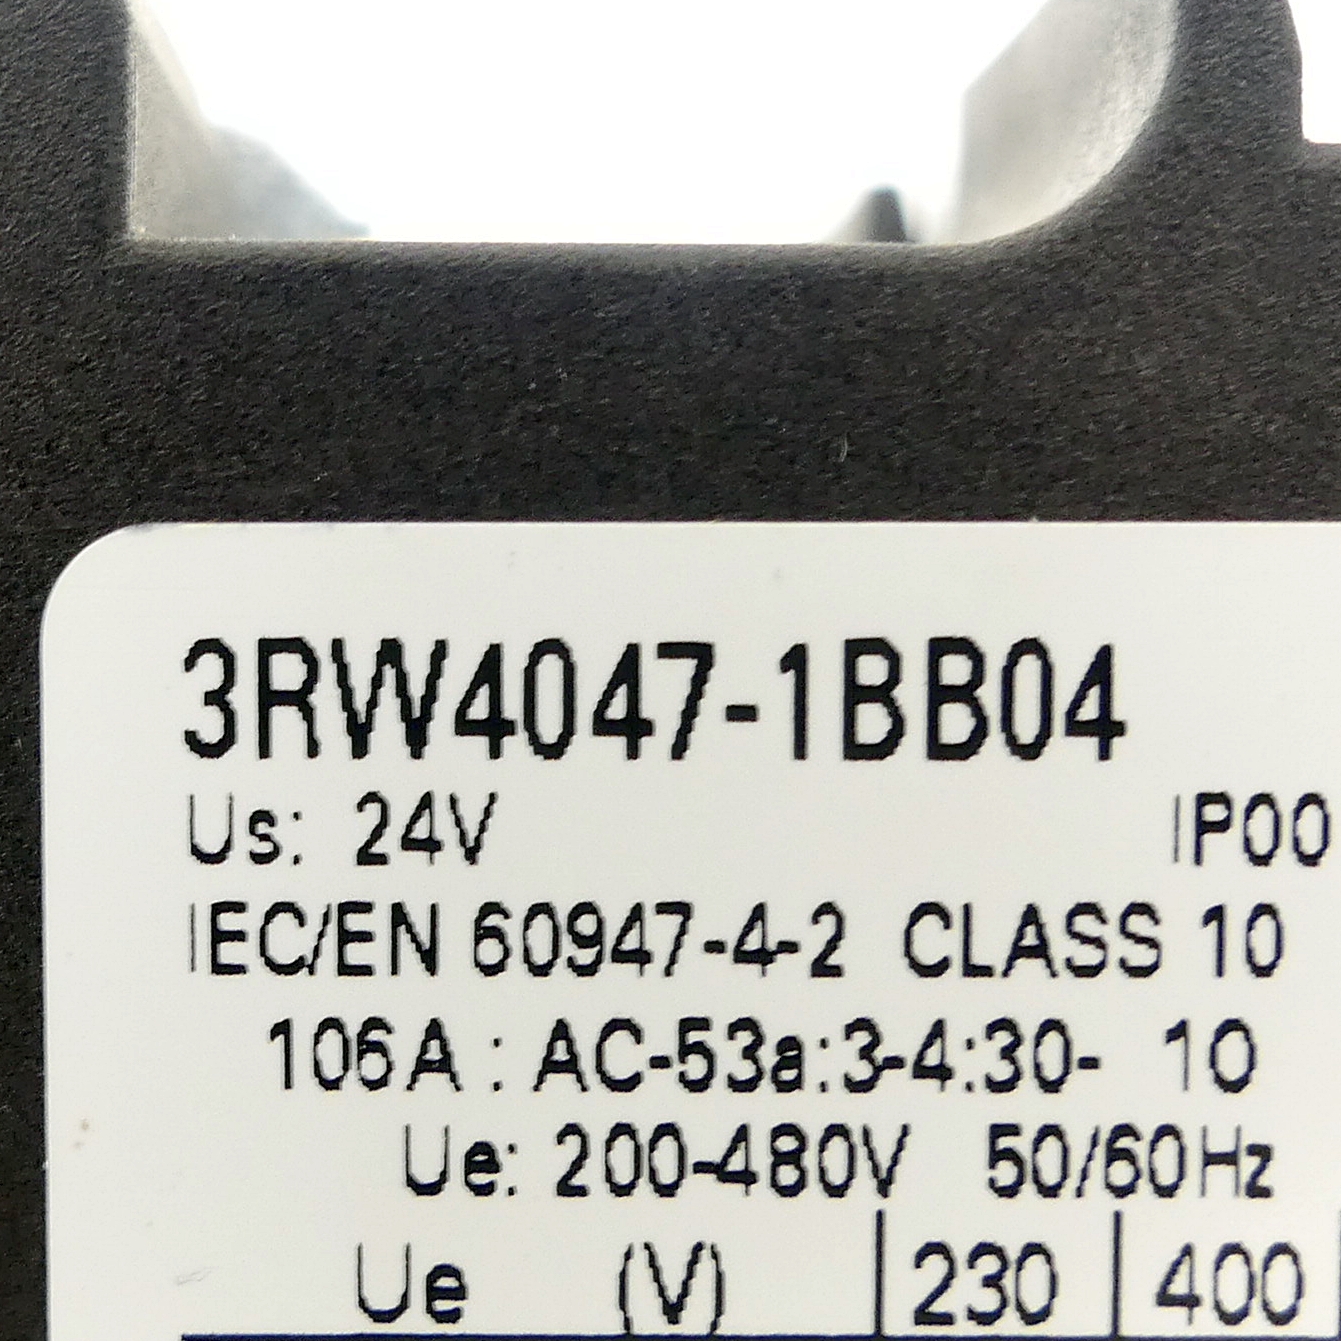 3RW4047-1BB04
Us: 24V IP00
IEC/EN 60947-4-2 CLASS 10
106A : AC-53a:3-4:30- 10
Ue: 200-480V 50/60Hz
Ue (V) 230 400